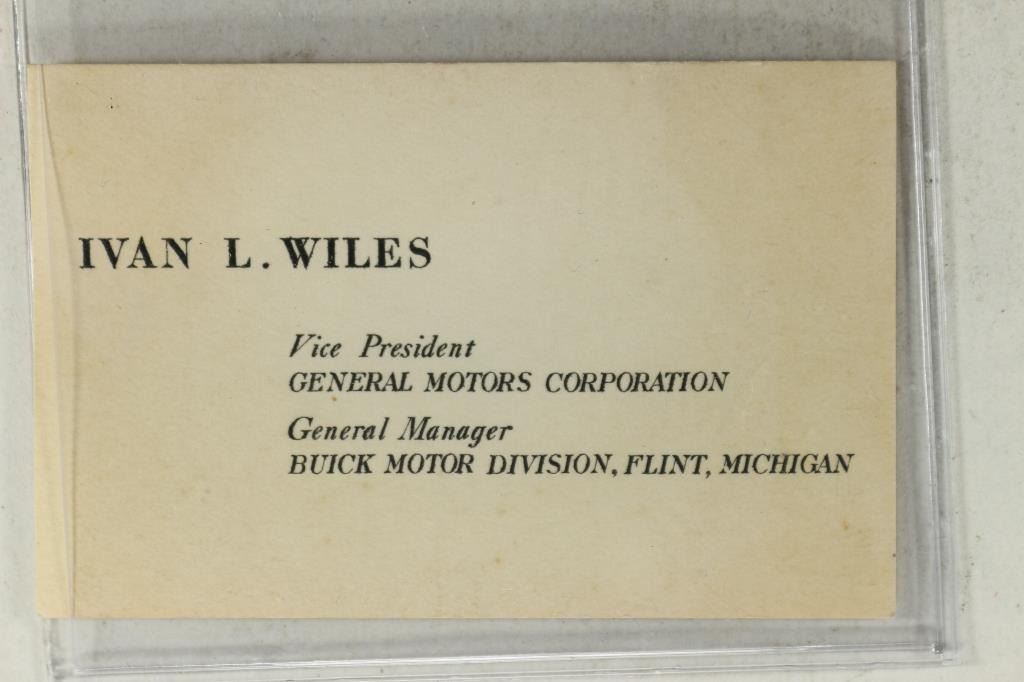 IVAN L. WILES
Vice President
GENERAL MOTORS CORPORATION
General Manager
BUICK MOTOR DIVISION, FLINT, MICHIGAN